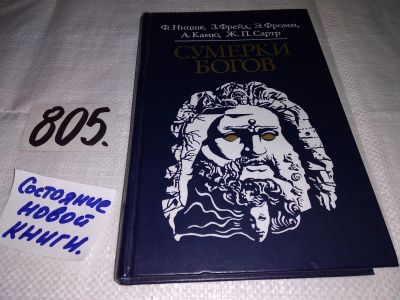 Ф. Ницше, З. Фрейд, Э. Фромм,
А. Камю, Ж. П. Сартр
СУМЕРКИ
БОГОВ
805.
Состояние
новой
книги.